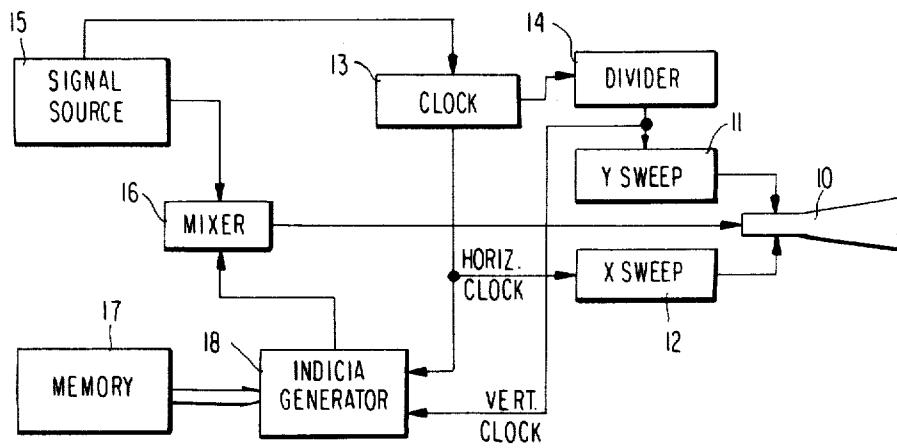 15
SIGNAL
SOURCE
13
CLOCK
14
DIVIDER
11
Y SWEEP
10
16
MIXER
HORIZ.
CLOCK
X SWEEP
12
17
MEMORY
18
INDICIA
GENERATOR
VERT.
CLOCK